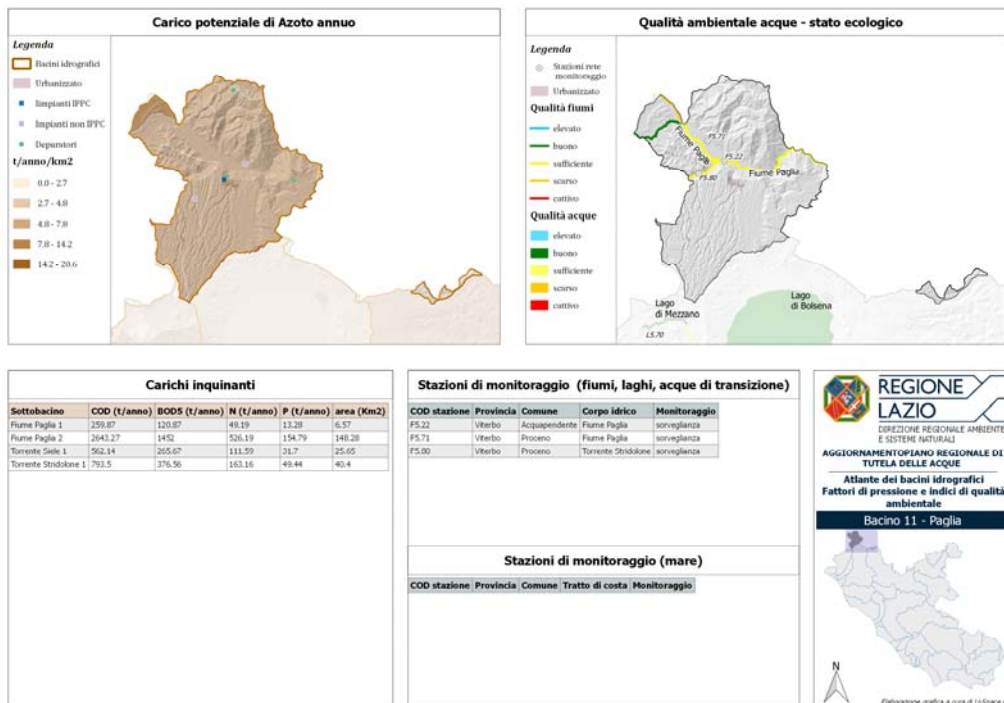 Carico potenziale di Azoto annuo
Legenda
Bacini idrografici
Urbanizzato
Iimpianti IPPC
Impianti non IPPC
Depuratori
t/anno/km2
0.0 - 2.7
2.7 - 4.8
4.8 - 7.8
7.8 - 14.2
14.2 - 20.6
Qualità ambientale acque - stato ecologico
Legenda
Stazioni rete
monitoraggio
Urbanizzato
Qualità fiumi
elevato
buono
sufficiente
scarso
cattivo
Qualità acque
elevato
buono
sufficiente
scarso
cattivo
F5.71
Fiume Paglia
F5.22
Fiume Paglia
F5.80
Lago
di Mezzano
L5.70
Lago
di Bolsena
Carichi inquinanti
Sottobacino COD (t/anno) BOD5 (t/anno) N (t/anno) P (t/anno) area (Km2)
Fiume Paglia 1 259.87 120.87 49.19 13.28 6.57
Fiume Paglia 2 2643.27 1452 526.19 154.79 148.28
Torrente Siele 1 562.14 265.67 111.59 31.7 25.65
Torrente Stridolone 1 793.5 376.56 163.16 49.44 40.4
Stazioni di monitoraggio (fiumi, laghi, acque di transizione)
COD stazione Provincia Comune Corpo idrico Monitoraggio
F5.22 Viterbo Acquapendente Fiume Paglia sorveglianza
F5.71 Viterbo Proceno Fiume Paglia sorveglianza
F5.80 Viterbo Proceno Torrente Stridolone sorveglianza
Stazioni di monitoraggio (mare)
COD stazione Provincia Comune Tratto di costa Monitoraggio
REGIONE
LAZIO
DIREZIONE REGIONALE AMBIENTE
E SISTEMI NATURALI
AGGIORNAMENTOPIANO REGIONALE DI
TUTELA DELLE ACQUE
Atlante dei bacini idrografici
Fattori di pressione e indici di qualità
ambientale
Bacino 11 - Paglia
N
Elaborazione grafica a cura di